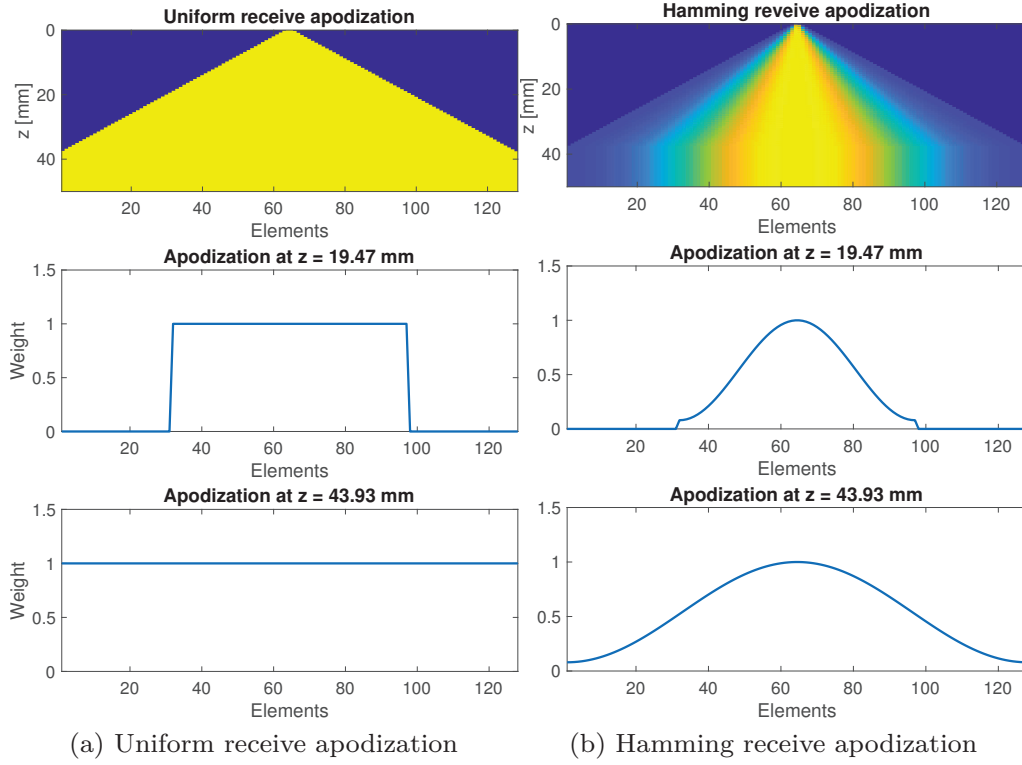 Uniform receive apodization
0
20
40
z [mm]
20 40 60 80 100 120
Elements
Hamming reveive apodization
0
20
40
z [mm]
20 40 60 80 100 120
Elements
Apodization at z = 19.47 mm
1.5
1
0.5
0
Weight
20 40 60 80 100 120
Elements
Apodization at z = 19.47 mm
1.5
1
0.5
0
20 40 60 80 100 120
Elements
Apodization at z = 43.93 mm
1.5
1
0.5
0
Weight
20 40 60 80 100 120
Elements
Apodization at z = 43.93 mm
1.5
1
0.5
0
20 40 60 80 100 120
Elements
(a) Uniform receive apodization
(b) Hamming receive apodization